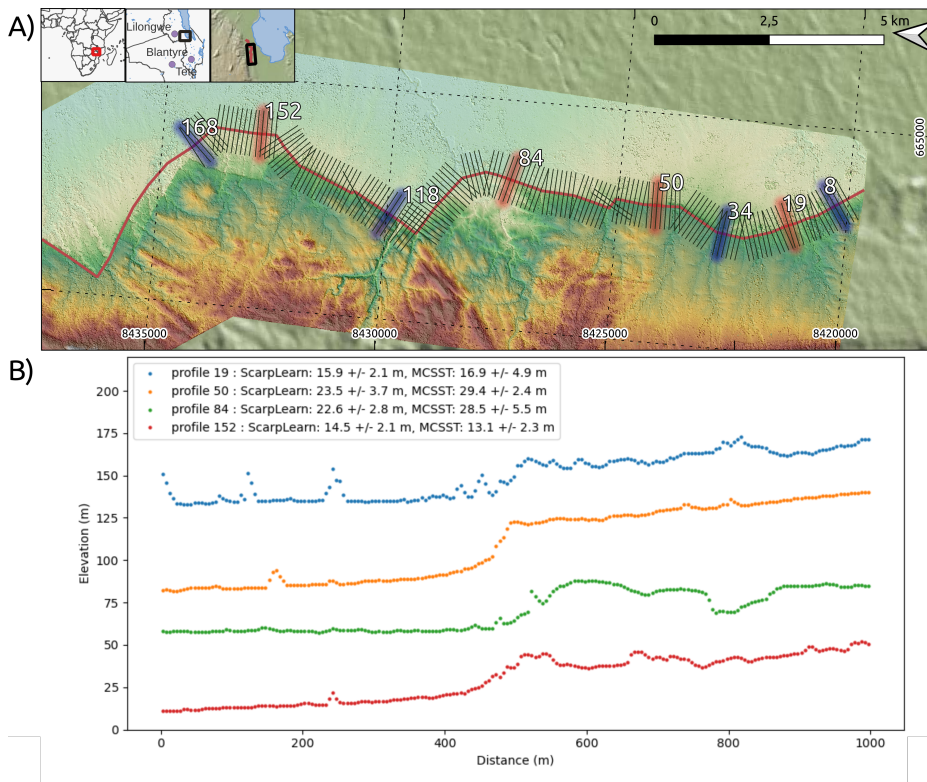 A)
Lilongwe
Blantyre
Tete
0 2,5 5 km
168
152
118
84
50
34
19
8
665000
8435000
8430000
8425000
8420000
B)
profile 19 : ScarpLearn: 15.9 +/- 2.1 m, MCSST: 16.9 +/- 4.9 m
profile 50 : ScarpLearn: 23.5 +/- 3.7 m, MCSST: 29.4 +/- 2.4 m
profile 84 : ScarpLearn: 22.6 +/- 2.8 m, MCSST: 28.5 +/- 5.5 m
profile 152 : ScarpLearn: 14.5 +/- 2.1 m, MCSST: 13.1 +/- 2.3 m
Elevation (m)
200
175
150
125
100
75
50
25
0
0 200 400 600 800 1000
Distance (m)